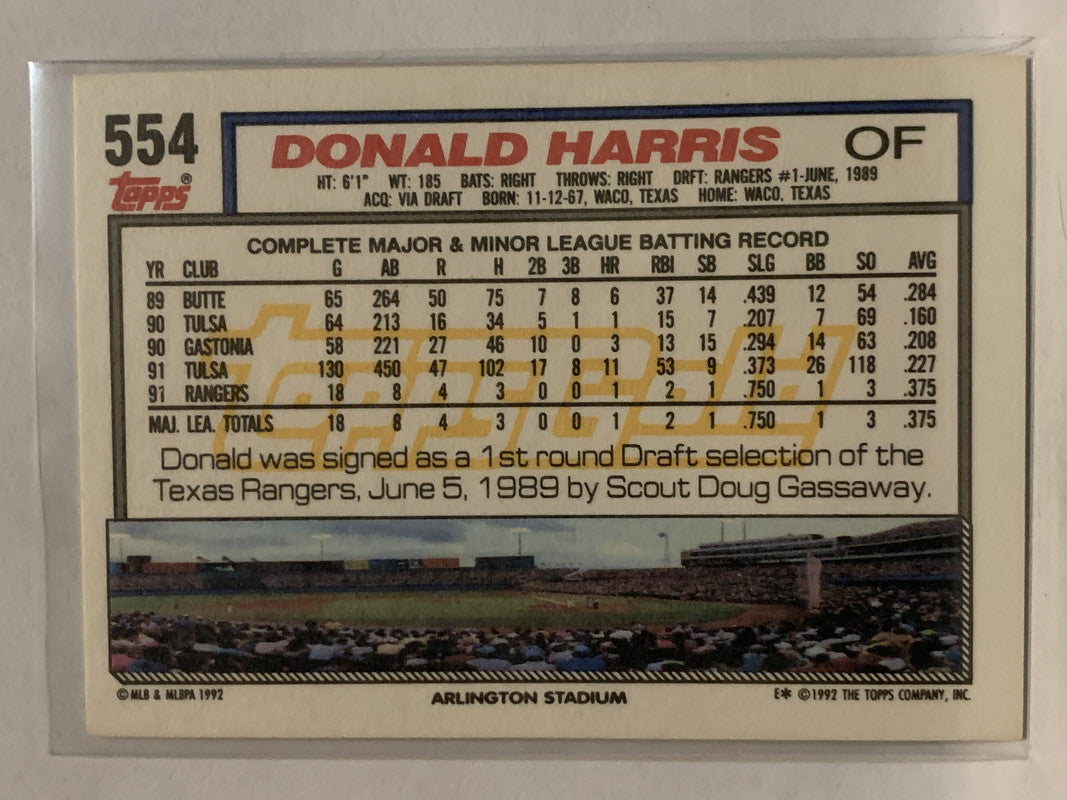 554
topps®
DONALD HARRIS OF
HT: 6'1" WT: 185 BATS: RIGHT THROWS: RIGHT DRFT: RANGERS #1-JUNE, 1989
ACQ: VIA DRAFT BORN: 11-12-67, WACO, TEXAS HOME: WACO, TEXAS
COMPLETE MAJOR & MINOR LEAGUE BATTING RECORD
YR CLUB G AB R H 2B 3B HR RBI SB SLG BB SO AVG
89 BUTTE 65 264 50 75 7 8 6 37 14 .439 12 54 .284
90 TULSA 64 213 16 34 5 1 1 15 7 .207 7 69 .160
90 GASTONIA 58 221 27 46 10 0 3 13 15 .294 14 63 .208
91 TULSA 130 450 47 102 17 8 11 53 9 .373 26 118 .227
91 RANGERS 18 8 4 3 0 0 1 2 1 .750 1 3 .375
MAJ. LEA. TOTALS 18 8 4 3 0 0 1 2 1 .750 1 3 .375
ToppsGold
Donald was signed as a 1st round Draft selection of the
Texas Rangers, June 5, 1989 by Scout Doug Gassaway.
© MLB & MLBPA 1992 ARLINGTON STADIUM E* © 1992 THE TOPPS COMPANY, INC.